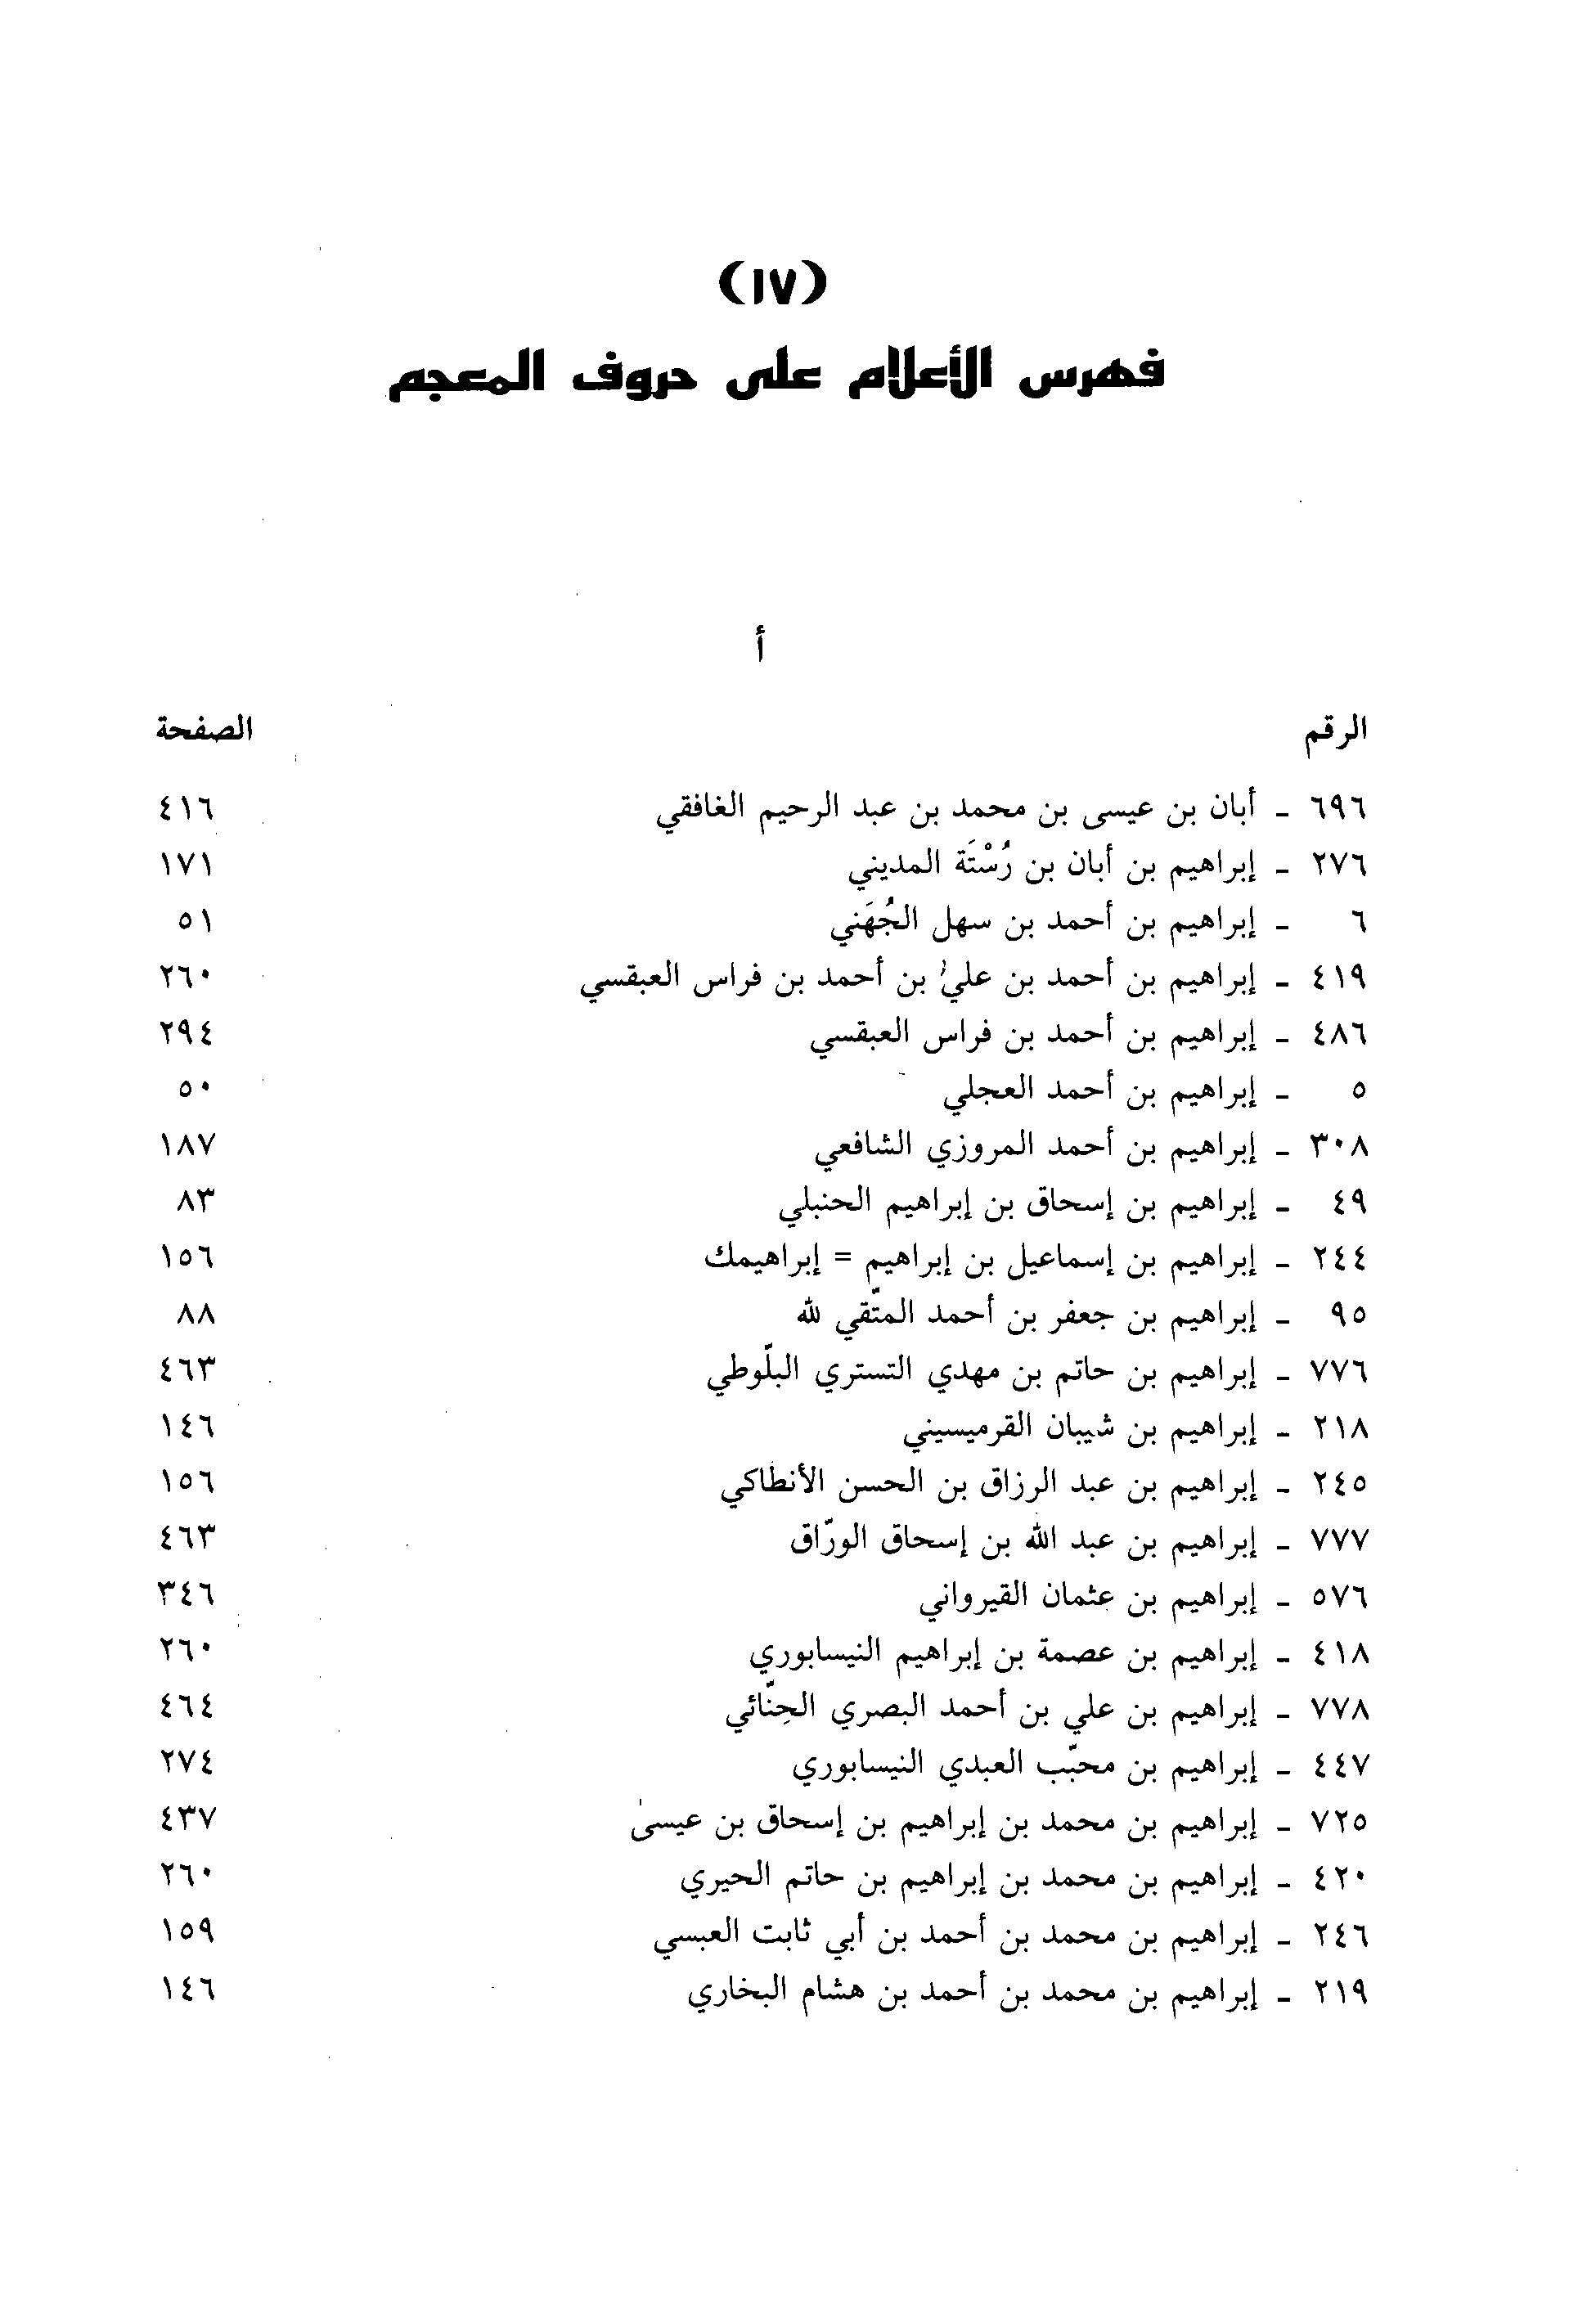 (١٧)
فهرس الأعلام على حروف المعجم
أ
الرقم الصفحة
٦٩٦ - أبان بن عيسى بن محمد بن عبد الرحيم الغافقي ٤١٦
٢٧٦ - إبراهيم بن أبان بن رُسْتَة المديني ١٧١
٦ - إبراهيم بن أحمد بن سهل الجُهَني ٥١
٤١٩ - إبراهيم بن أحمد بن علي بن أحمد بن فراس العبقسي ٢٦٠
٤٨٦ - إبراهيم بن أحمد بن فراس العبقسي ٢٩٤
٥ - إبراهيم بن أحمد العجلي ٥٠
٣٠٨ - إبراهيم بن أحمد المروزي الشافعي ١٨٧
٤٩ - إبراهيم بن إسحاق بن إبراهيم الحنبلي ٨٣
٢٤٤ - إبراهيم بن إسماعيل بن إبراهيم = إبراهيمك ١٥٦
٩٥ - إبراهيم بن جعفر بن أحمد المتّقي لله ٨٨
٧٧٦ - إبراهيم بن حاتم بن مهدي التستري البلّوطي ٤٦٣
٢١٨ - إبراهيم بن شيبان القرميسيني ١٤٦
٢٤٥ - إبراهيم بن عبد الرزاق بن الحسن الأنطاكي ١٥٦
٧٧٧ - إبراهيم بن عبد الله بن إسحاق الورّاق ٤٦٣
٥٧٦ - إبراهيم بن عثمان القيرواني ٣٤٦
٤١٨ - إبراهيم بن عصمة بن إبراهيم النيسابوري ٢٦٠
٧٧٨ - إبراهيم بن علي بن أحمد البصري الحِنّائي ٤٦٤
٤٤٧ - إبراهيم بن محبّب العبدي النيسابوري ٢٧٤
٧٢٥ - إبراهيم بن محمد بن إبراهيم بن إسحاق بن عيسىٰ ٤٣٧
٤٢٠ - إبراهيم بن محمد بن إبراهيم بن حاتم الحيري ٢٦٠
٢٤٦ - إبراهيم بن محمد بن أحمد بن أبي ثابت العبسي ١٥٩
٢١٩ - إبراهيم بن محمد بن أحمد بن هشام البخاري ١٤٦